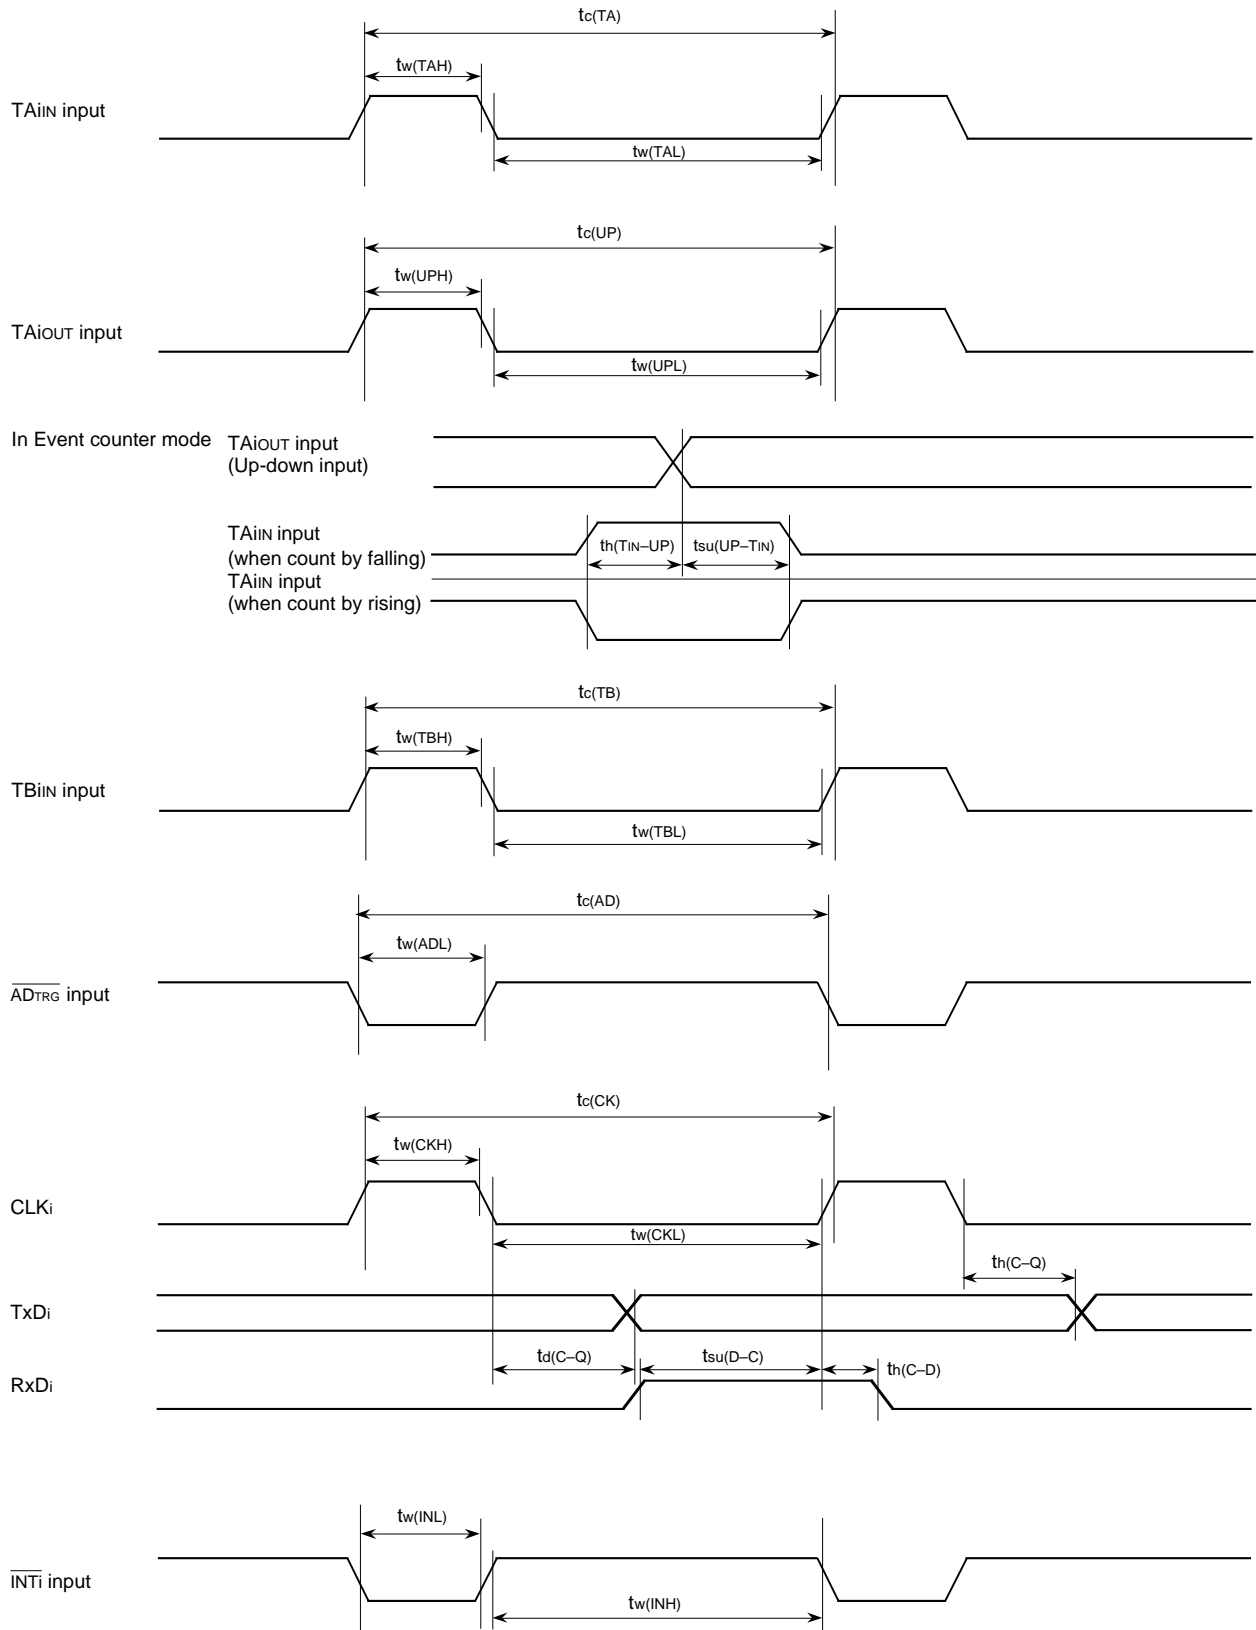 tc(TA)
tw(TAH)
TAiIN input
tw(TAL)
tc(UP)
tw(UPH)
TAiOUT input
tw(UPL)
In Event counter mode
TAiOUT input
(Up-down input)
TAiIN input
(when count by falling)
th(TIN–UP)
tsu(UP–TIN)
TAiIN input
(when count by rising)
tc(TB)
tw(TBH)
TBiIN input
tw(TBL)
tc(AD)
tw(ADL)
ADTRG input
tc(CK)
tw(CKH)
CLKi
tw(CKL)
th(C–Q)
TxDi
td(C–Q)
tsu(D–C)
th(C–D)
RxDi
tw(INL)
INTi input
tw(INH)